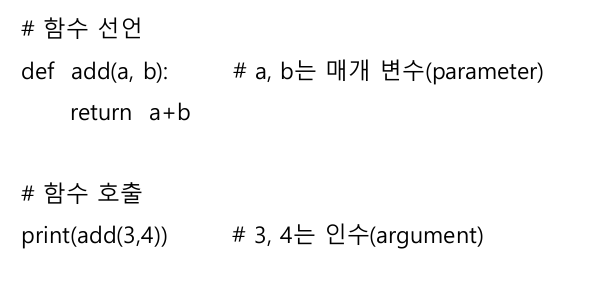 # 함수 선언
def add(a, b): # a, b는 매개 변수(parameter)
return a+b
# 함수 호출
print(add(3,4)) # 3, 4는 인수(argument)